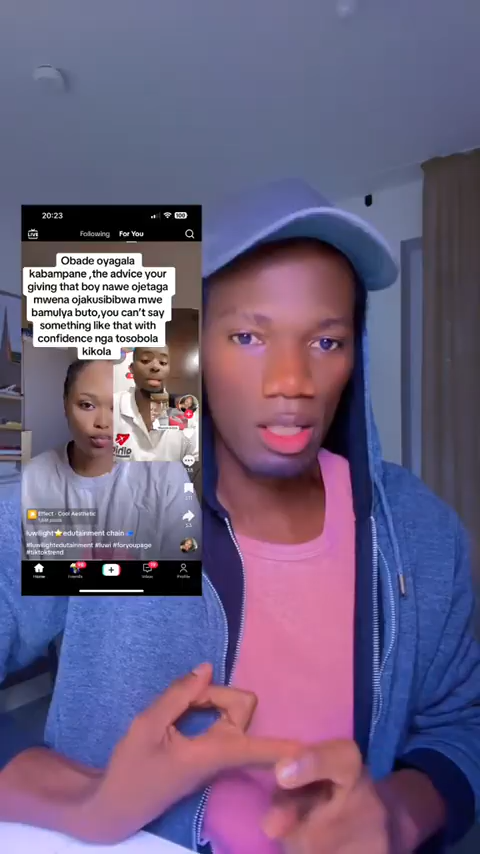 20:23
100
LIVE
Following For You
Obade oyagala
kabampane ,the advice your
giving that boy nawe ojetaga
mwena ojakusibibwa mwe
bamulya buto,you can't say
something like that with
confidence nga tosobola
kikola
Effect · Cool Aesthetic
luwilight⭐edutainment chain
#luwilightedutainment #luwi #foryoupage
#tiktoktrend
Home Friends Inbox Profile